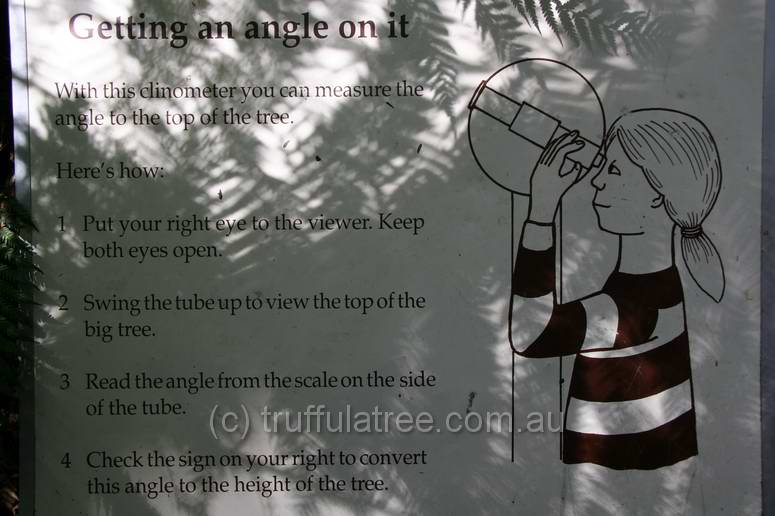 Getting an angle on it
With this clinometer you can measure the
angle to the top of the tree.
Here's how:
1 Put your right eye to the viewer. Keep
both eyes open.
2 Swing the tube up to view the top of the
big tree.
3 Read the angle from the scale on the side
of the tube.
(c) truffulatree.com.au
4 Check the sign on your right to convert
this angle to the height of the tree.